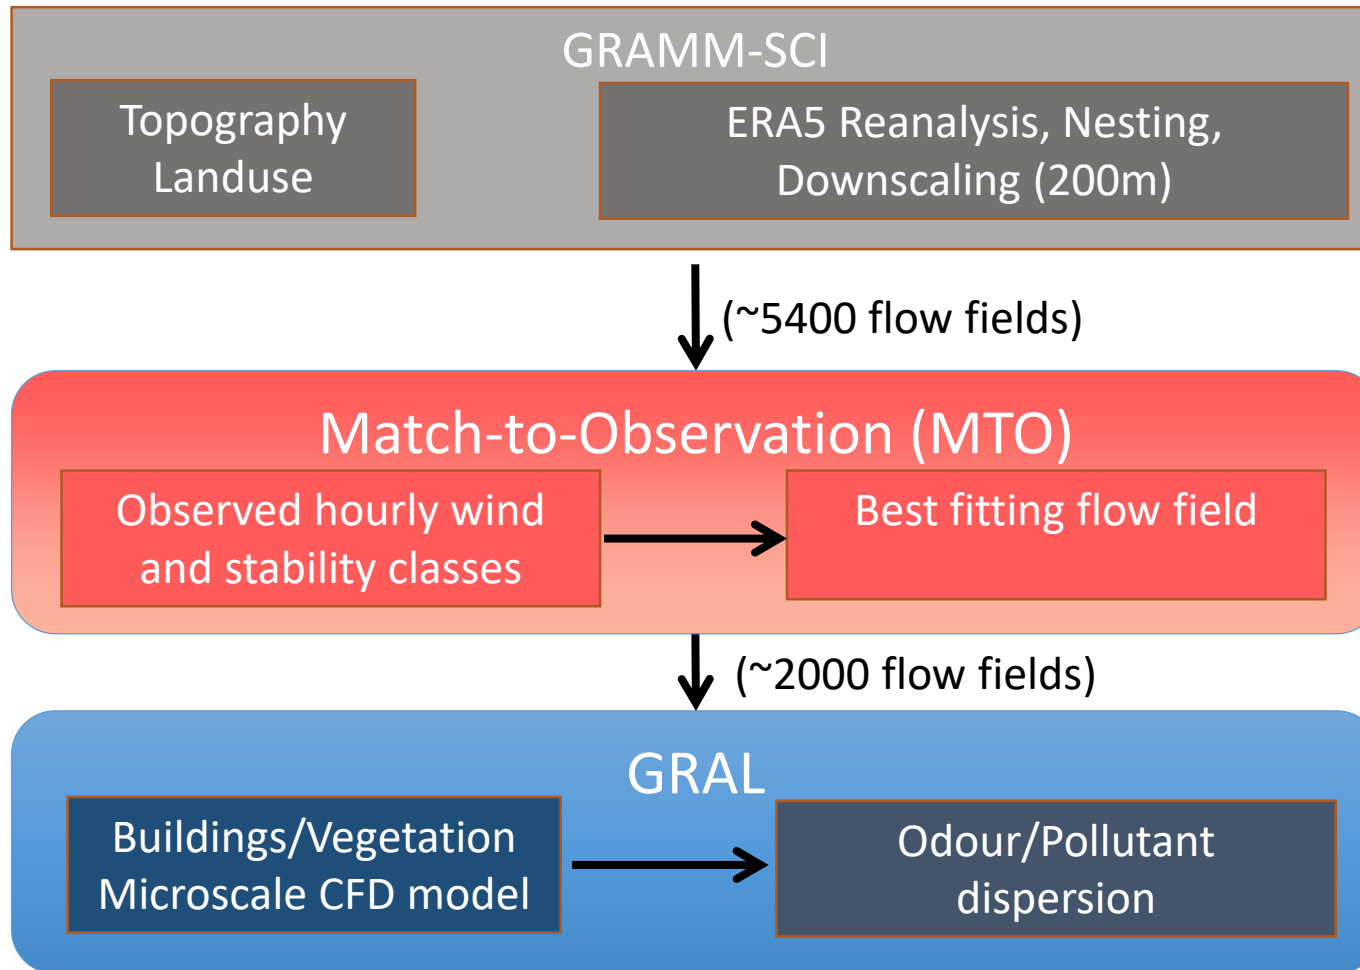 GRAMM-SCI
Topography
Landuse
ERA5 Reanalysis, Nesting,
Downscaling (200m)
(~5400 flow fields)
Match-to-Observation (MTO)
Observed hourly wind
and stability classes
Best fitting flow field
(~2000 flow fields)
GRAL
Buildings/Vegetation
Microscale CFD model
Odour/Pollutant
dispersion